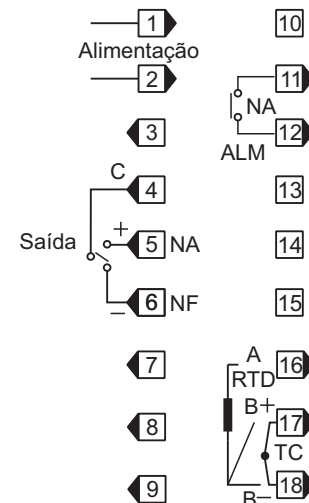 1
10
Alimentação
2
11
NA
3
12
ALM
C
4
13
Saída
+
5 NA
14
6 NF
15
–
7
A
16
RTD
8
B+
17
TC
9
B–
18